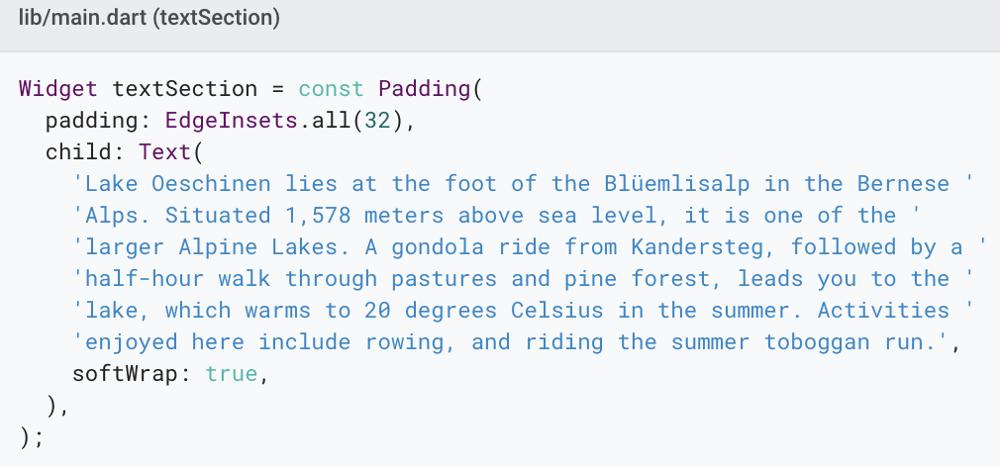 lib/main.dart (textSection)
Widget textSection = const Padding(
  padding: EdgeInsets.all(32),
  child: Text(
    'Lake Oeschinen lies at the foot of the Blüemlisalp in the Bernese '
    'Alps. Situated 1,578 meters above sea level, it is one of the '
    'larger Alpine Lakes. A gondola ride from Kandersteg, followed by a '
    'half-hour walk through pastures and pine forest, leads you to the '
    'lake, which warms to 20 degrees Celsius in the summer. Activities '
    'enjoyed here include rowing, and riding the summer toboggan run.',
    softWrap: true,
  ),
);